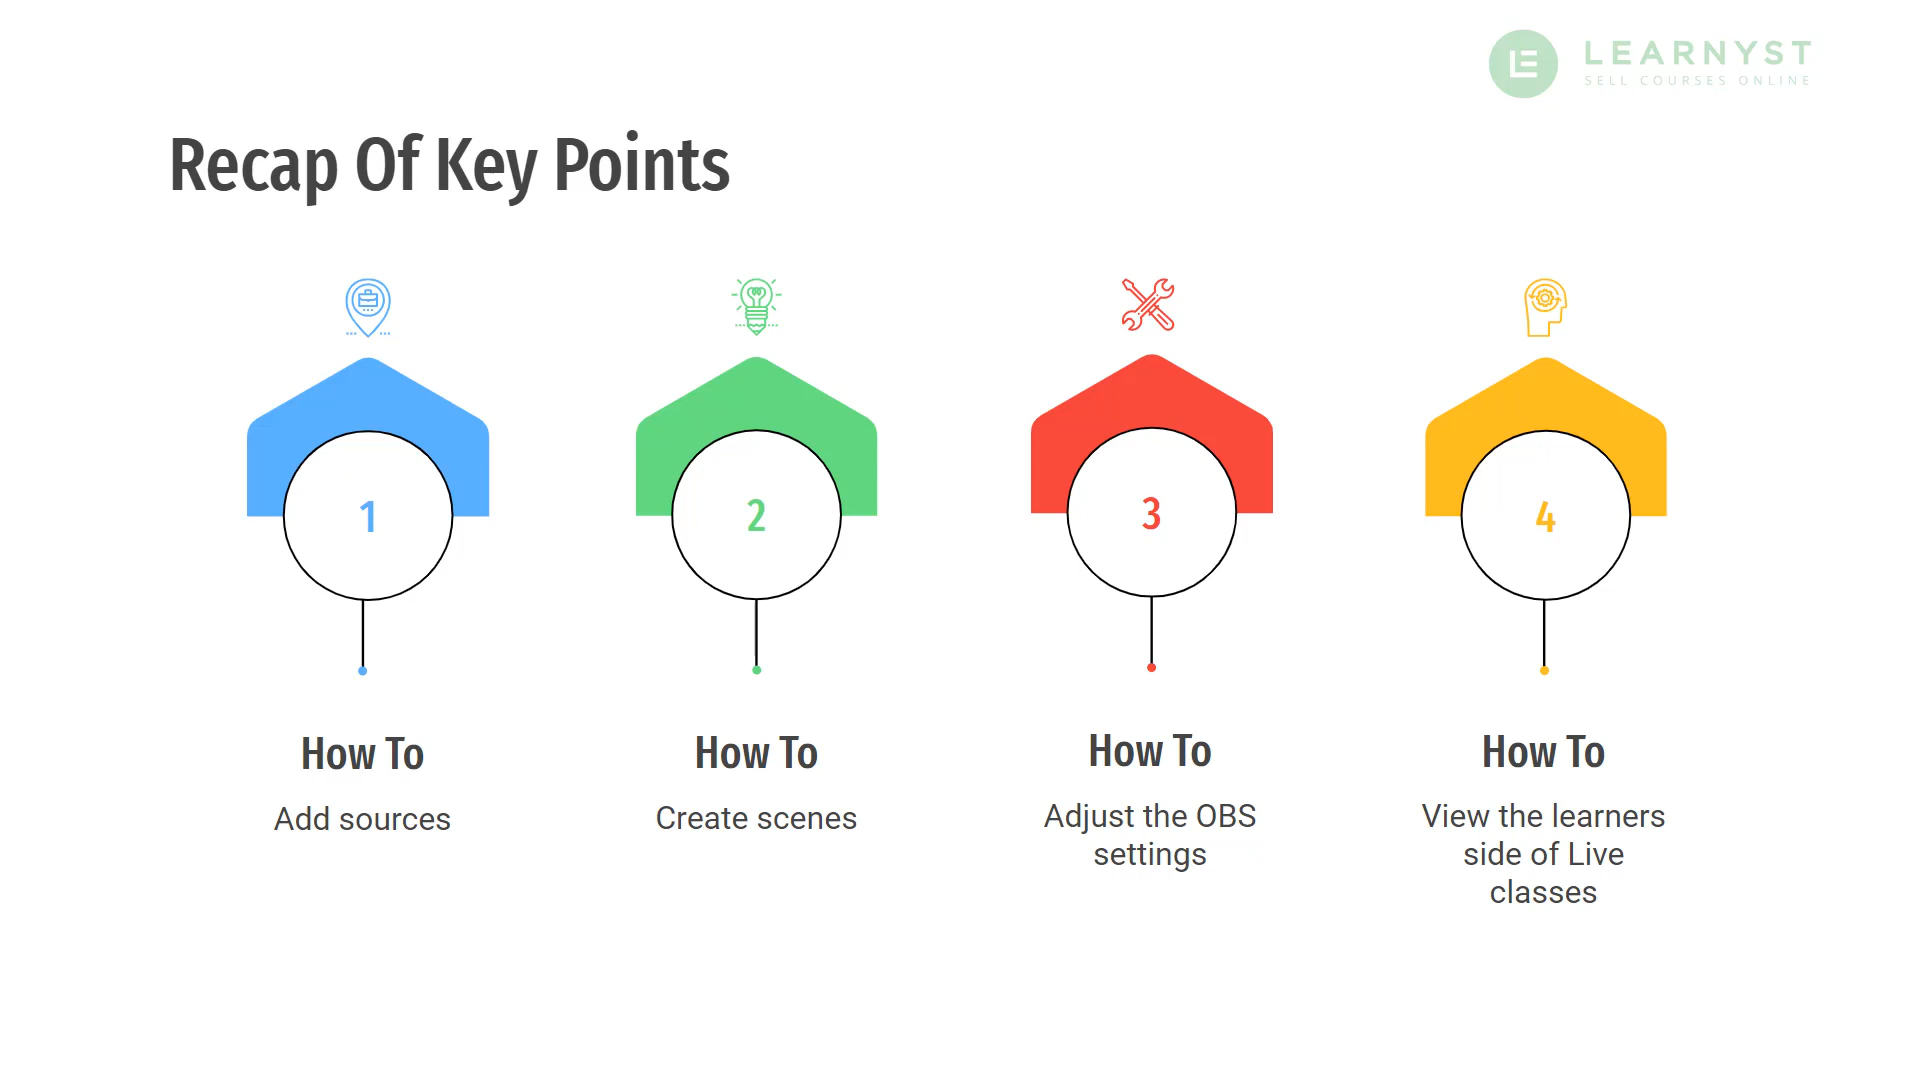 LEARNYST
SELL COURSES ONLINE
Recap Of Key Points
1
How To
Add sources
2
How To
Create scenes
3
How To
Adjust the OBS
settings
4
How To
View the learners
side of Live
classes